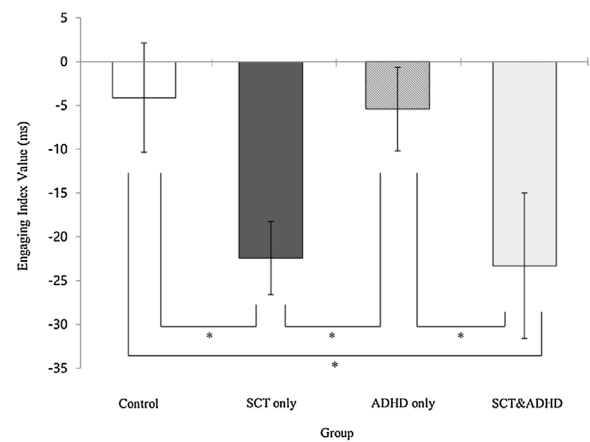 5
0
-5
-10
-15
-20
-25
-30
-35
Engaging Index Value (ms)
* * *
*
Control SCT only ADHD only SCT&ADHD
Group